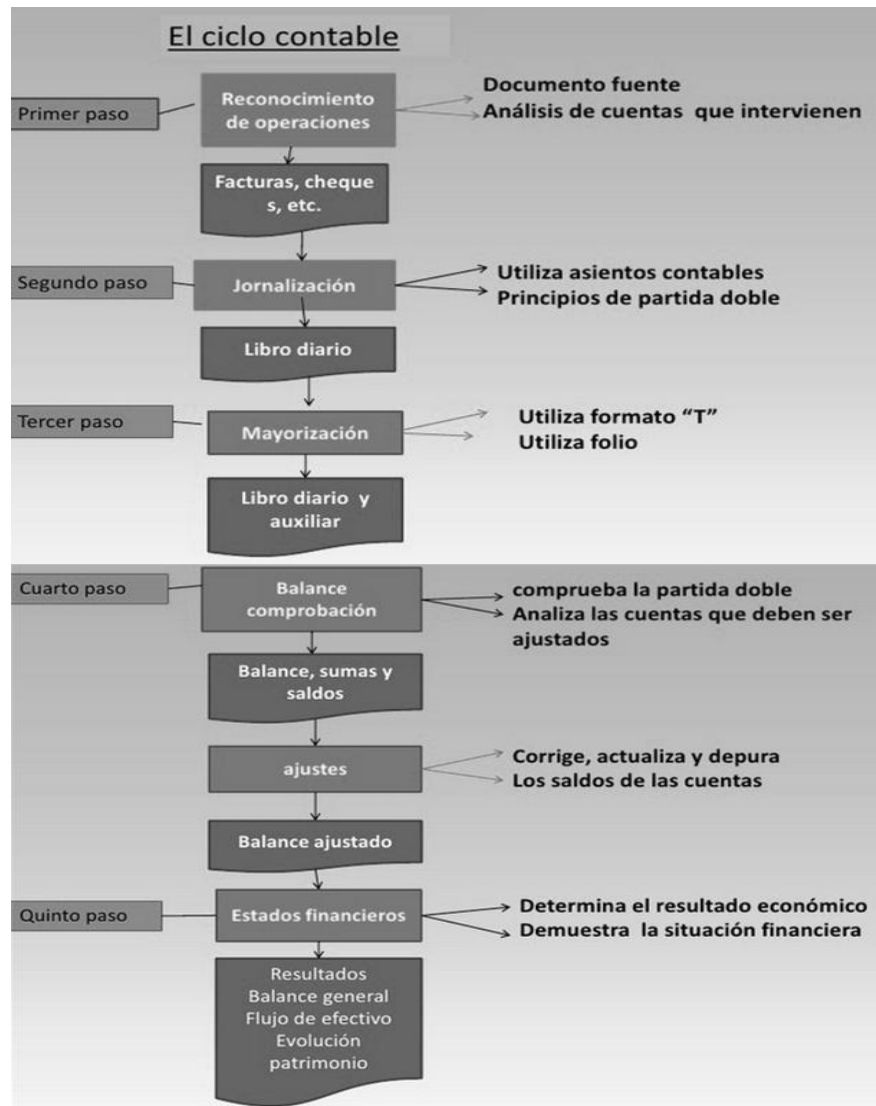 El ciclo contable
Primer paso
Reconocimiento
de operaciones
Documento fuente
Análisis de cuentas que intervienen
Facturas, cheque
s, etc.
Segundo paso
Jornalización
Utiliza asientos contables
Principios de partida doble
Libro diario
Tercer paso
Mayorización
Utiliza formato “T”
Utiliza folio
Libro diario y
auxiliar
Cuarto paso
Balance
comprobación
comprueba la partida doble
Analiza las cuentas que deben ser
ajustados
Balance, sumas y
saldos
ajustes
Corrige, actualiza y depura
Los saldos de las cuentas
Balance ajustado
Quinto paso
Estados financieros
Determina el resultado económico
Demuestra la situación financiera
Resultados
Balance general
Flujo de efectivo
Evolución
patrimonio